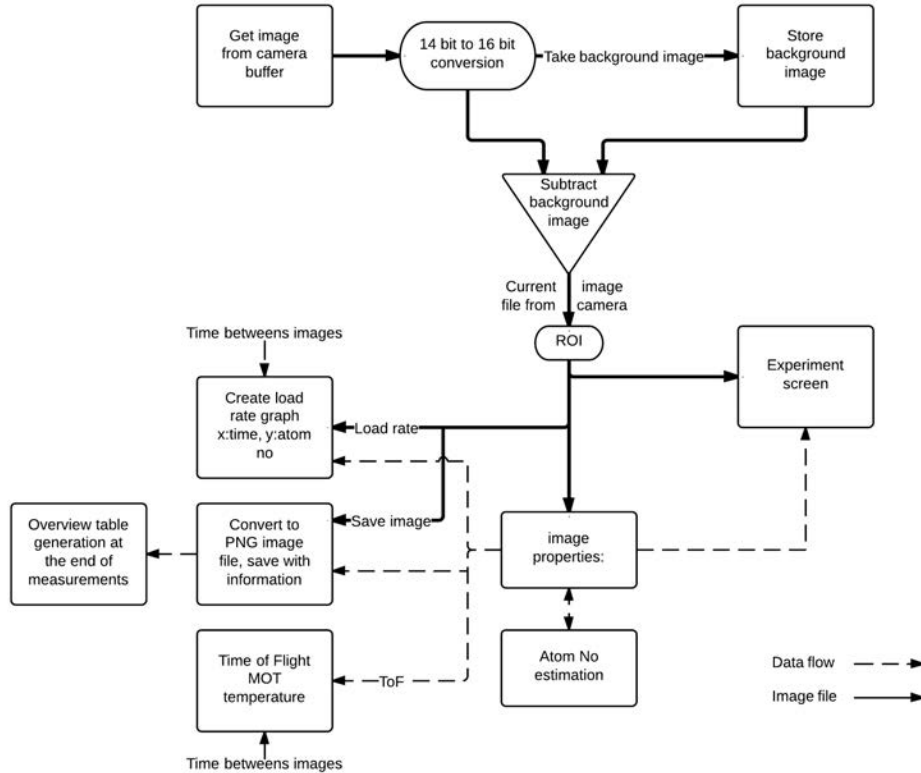 Get image
from camera
buffer
14 bit to 16 bit
conversion
Take background image
Store
background
image
Subtract
background
image
Current image
file from camera
ROI
Time betweens images
Experiment
screen
Create load
rate graph
x:time, y:atom
no
Load rate
Save image
Overview table
generation at
the end of
measurements
Convert to
PNG image
file, save with
information
image
properties:
Time of Flight
MOT
temperature
ToF
Atom No
estimation
Data flow
Image file
Time betweens images